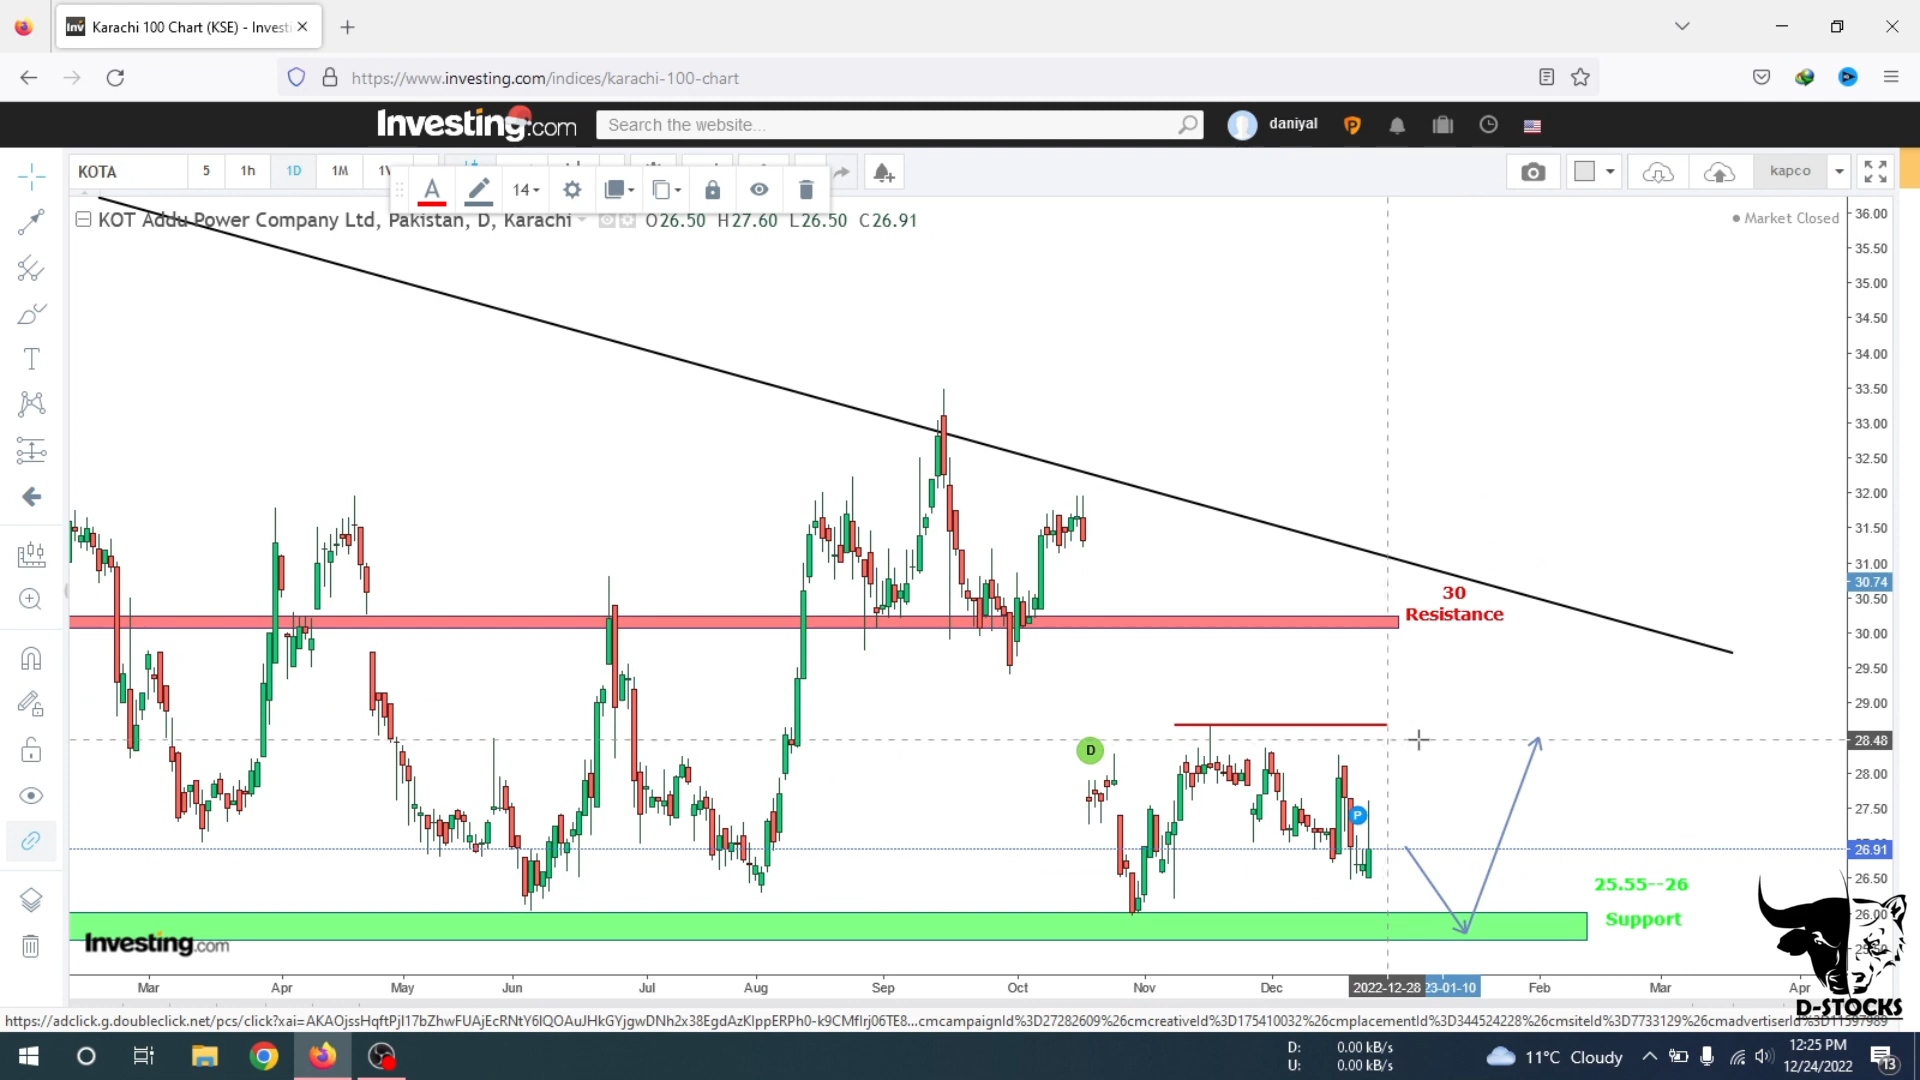 Karachi 100 Chart (KSE) - Investi
https://www.investing.com/indices/karachi-100-chart
Investing.com
Search the website...
daniyal
KOTA
5
1h
1D
1M
14
kapco
KOT Addu Power Company Ltd, Pakistan, D, Karachi
O26.50 H27.60 L26.50 C26.91
Market Closed
36.00
35.50
35.00
34.50
34.00
33.50
33.00
32.50
32.00
31.50
31.00
30.74
30.50
30.00
29.50
29.00
28.48
28.00
27.50
26.91
26.50
26.00
30
Resistance
D
P
25.55--26
Support
Investing.com
Mar
Apr
May
Jun
Jul
Aug
Sep
Oct
Nov
Dec
2022-12-28
23-01-10
Feb
Mar
Apr
D-STOCKS
D: 0.00 kB/s
U: 0.00 kB/s
11°C Cloudy
12:25 PM
12/24/2022
13